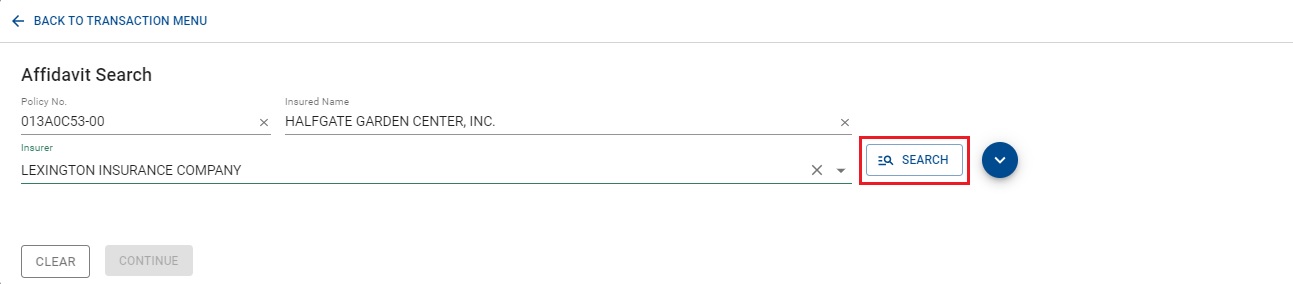 BACK TO TRANSACTION MENU
Affidavit Search
Policy No.
Insured Name
013A0C53-00
HALFGATE GARDEN CENTER, INC.
Insurer
LEXINGTON INSURANCE COMPANY
SEARCH
CLEAR
CONTINUE